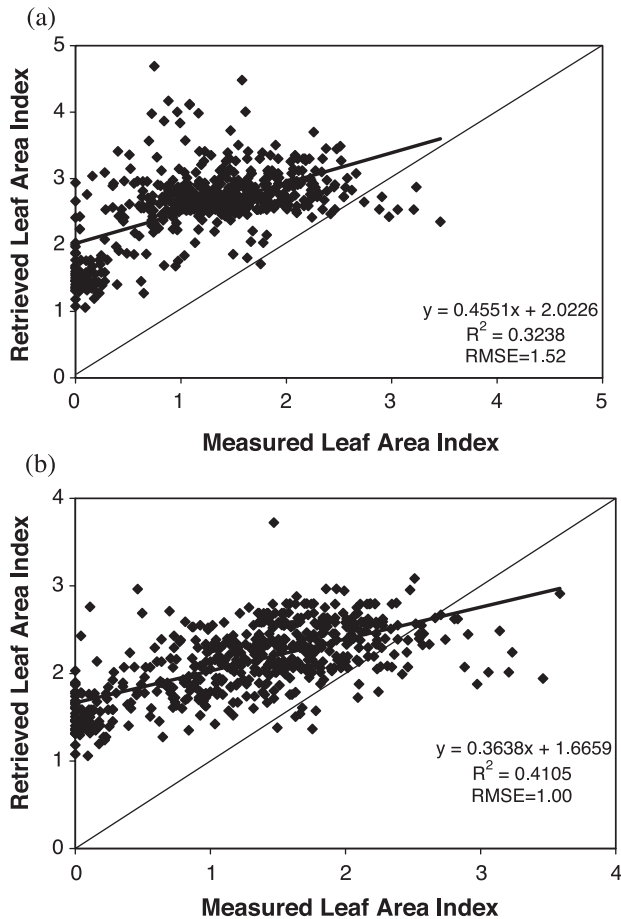 (a)
5
4
3
2
1
0
Retrieved Leaf Area Index
y = 0.4551x + 2.0226
R² = 0.3238
RMSE=1.52
0 1 2 3 4 5
Measured Leaf Area Index
(b)
4
3
2
1
0
Retrieved Leaf Area Index
y = 0.3638x + 1.6659
R² = 0.4105
RMSE=1.00
0 1 2 3 4
Measured Leaf Area Index